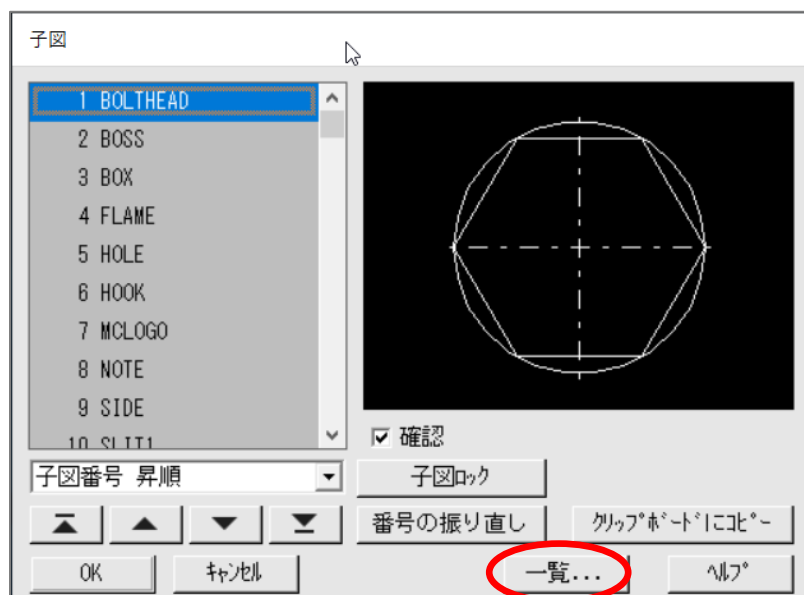 子図
1 BOLTHEAD
2 BOSS
3 BOX
4 FLAME
5 HOLE
6 HOOK
7 MCLOGO
8 NOTE
9 SIDE
10 SLIT1
確認
子図番号 昇順
子図ロック
番号の振り直し
ｸﾘｯﾌﾟﾎﾞｰﾄﾞにｺﾋﾟｰ
OK
ｷｬﾝｾﾙ
一覧...
ﾍﾙﾌﾟ